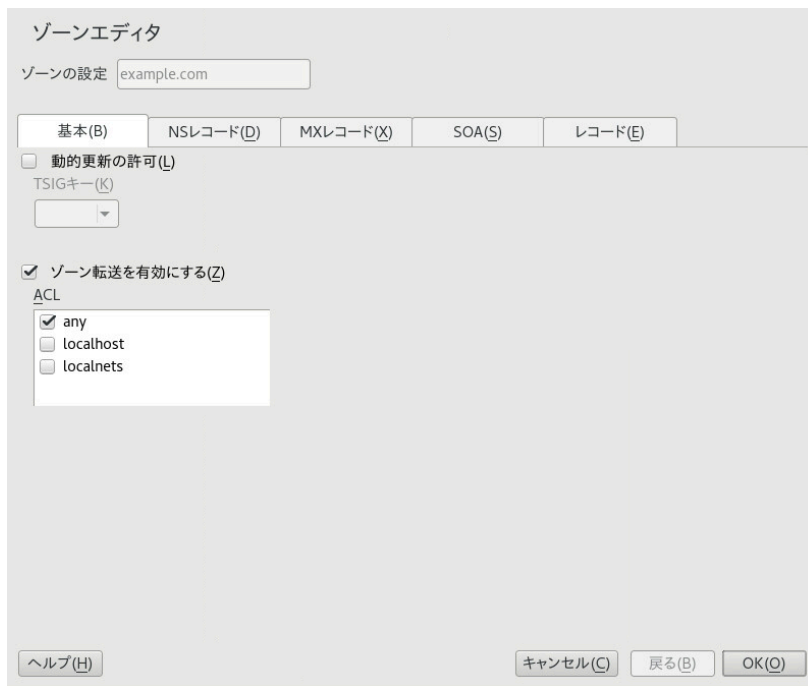 ゾーンエディタ
ゾーンの設定 example.com
基本(B) NSレコード(D) MXレコード(X) SOA(S) レコード(E)
動的更新の許可(L)
TSIGキー(K)
ゾーン転送を有効にする(Z)
ACL
any
localhost
localnets
ヘルプ(H) キャンセル(C) 戻る(B) OK(O)